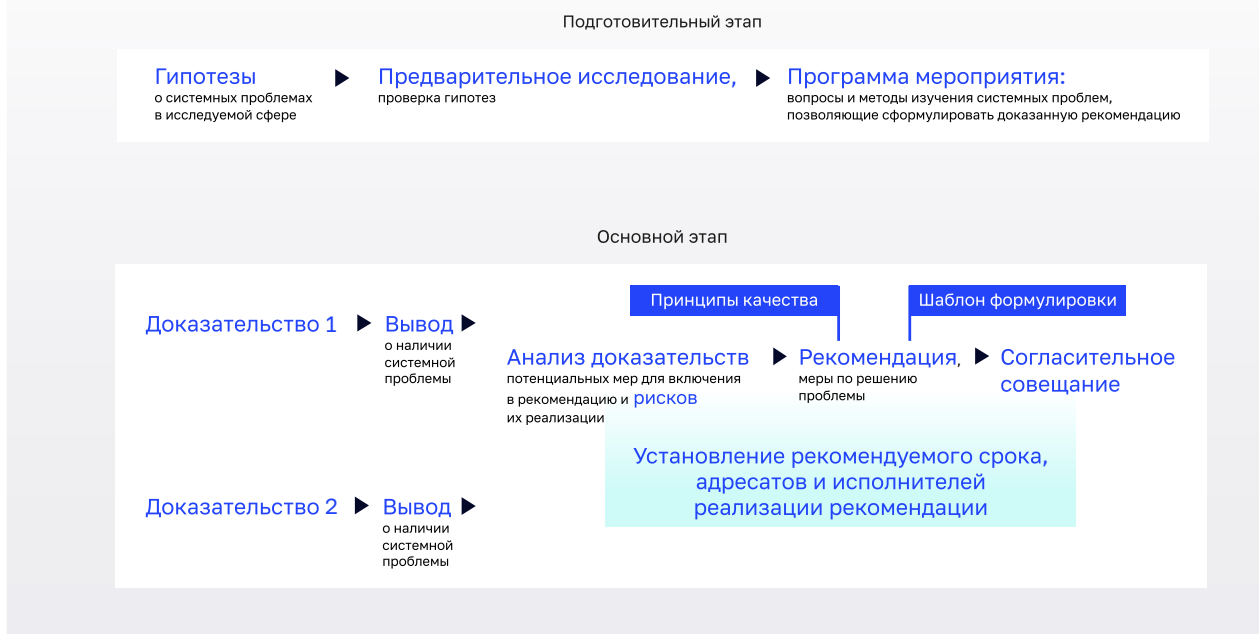 Подготовительный этап
Гипотезы
о системных проблемах
в исследуемой сфере
Предварительное исследование,
проверка гипотез
Программа мероприятия:
вопросы и методы изучения системных проблем,
позволяющие сформулировать доказанную рекомендацию
Основной этап
Принципы качества
Шаблон формулировки
Доказательство 1
Вывод
о наличии
системной
проблемы
Анализ доказательств
потенциальных мер для включения
в рекомендацию и рисков
их реализации
Рекомендация,
меры по решению
проблемы
Согласительное
совещание
Установление рекомендуемого срока,
адресатов и исполнителей
реализации рекомендации
Доказательство 2
Вывод
о наличии
системной
проблемы